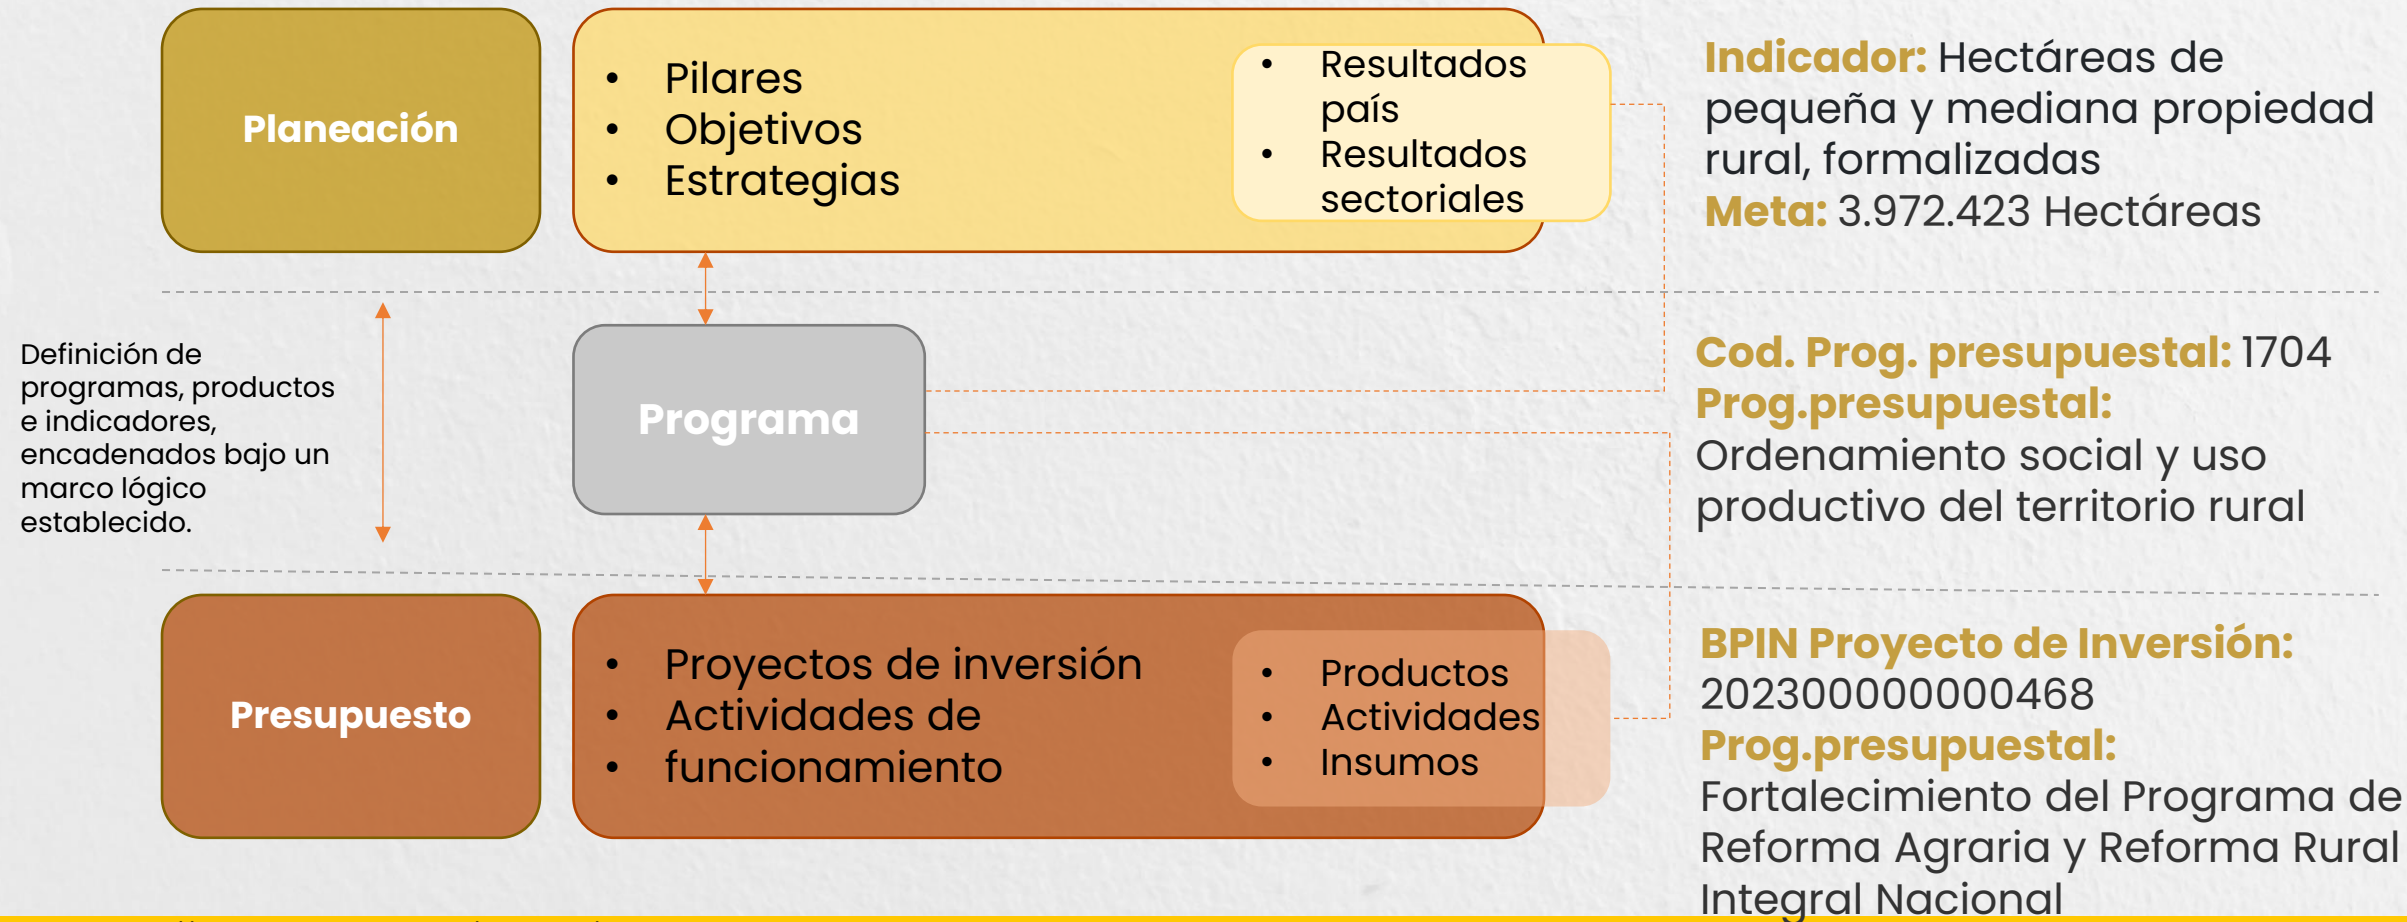 Planeación
• Pilares
• Objetivos
• Estrategias
• Resultados
país
• Resultados
sectoriales
Indicador: Hectáreas de
pequeña y mediana propiedad
rural, formalizadas
Meta: 3.972.423 Hectáreas
Definición de
programas, productos
e indicadores,
encadenados bajo un
marco lógico
establecido.
Programa
Cod. Prog. presupuestal: 1704
Prog.presupuestal:
Ordenamiento social y uso
productivo del territorio rural
Presupuesto
• Proyectos de inversión
• Actividades de
• funcionamiento
• Productos
• Actividades
• Insumos
BPIN Proyecto de Inversión:
202300000000468
Prog.presupuestal:
Fortalecimiento del Programa de
Reforma Agraria y Reforma Rural
Integral Nacional